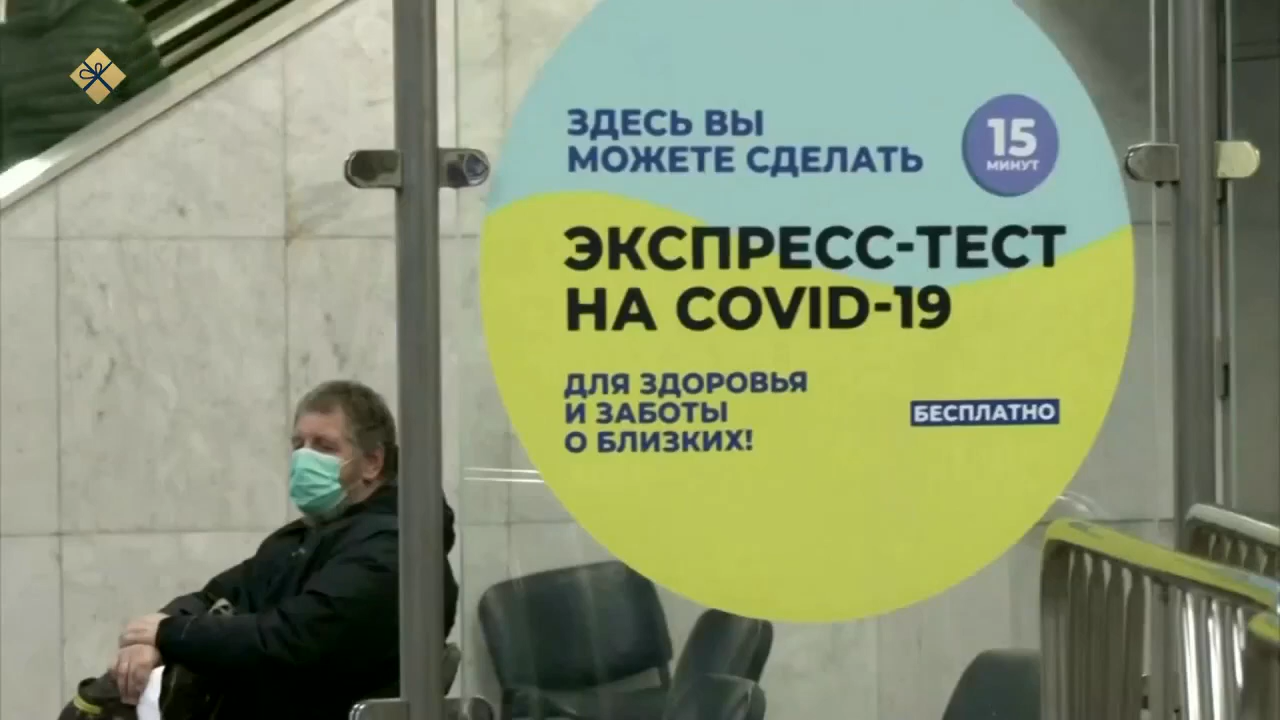 ЗДЕСЬ ВЫ
МОЖЕТЕ СДЕЛАТЬ
15
МИНУТ
ЭКСПРЕСС-ТЕСТ
НА COVID-19
ДЛЯ ЗДОРОВЬЯ
И ЗАБОТЫ
О БЛИЗКИХ!
БЕСПЛАТНО